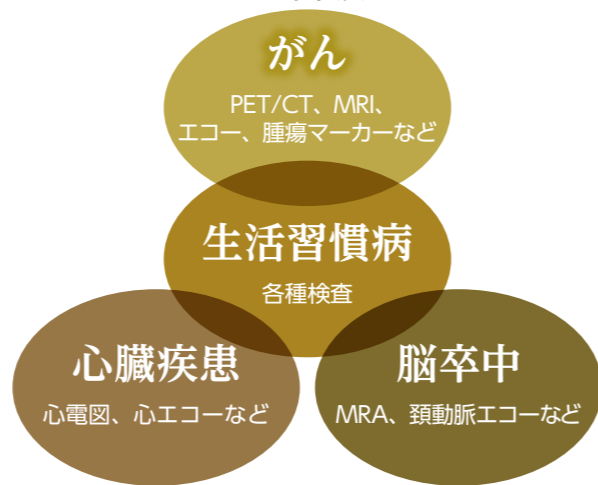 がん
PET/CT、MRI、
エコー、腫瘍マーカーなど
生活習慣病
各種検査
心臓疾患
心電図、心エコーなど
脳卒中
MRA、頚動脈エコーなど